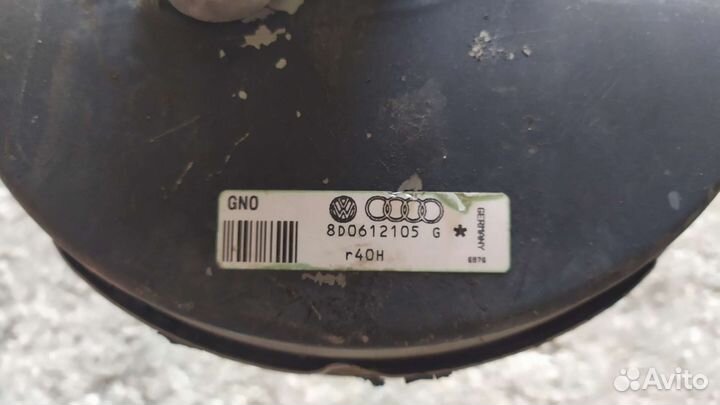 GNO
8D0612105 G *
r40H
GERMANY
6876
Avito